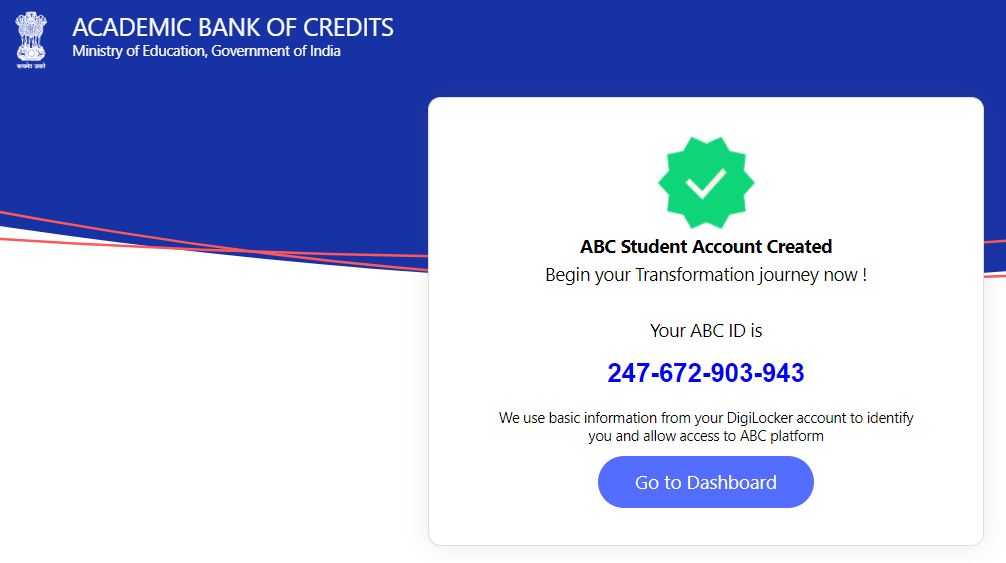 ACADEMIC BANK OF CREDITS
Ministry of Education, Government of India
सत्यमेव जयते
ABC Student Account Created
Begin your Transformation journey now !
Your ABC ID is
247-672-903-943
We use basic information from your DigiLocker account to identify
you and allow access to ABC platform
Go to Dashboard